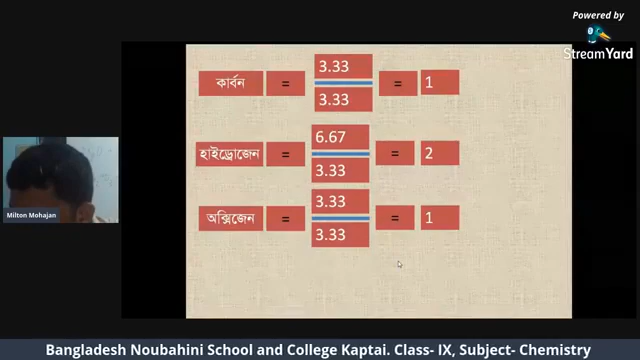 Powered by
StreamYard
কার্বন = 3.33 / 3.33 = 1
হাইড্রোজেন = 6.67 / 3.33 = 2
অক্সিজেন = 3.33 / 3.33 = 1
Milton Mohajan
Bangladesh Noubahini School and College Kaptai. Class- IX, Subject- Chemistry